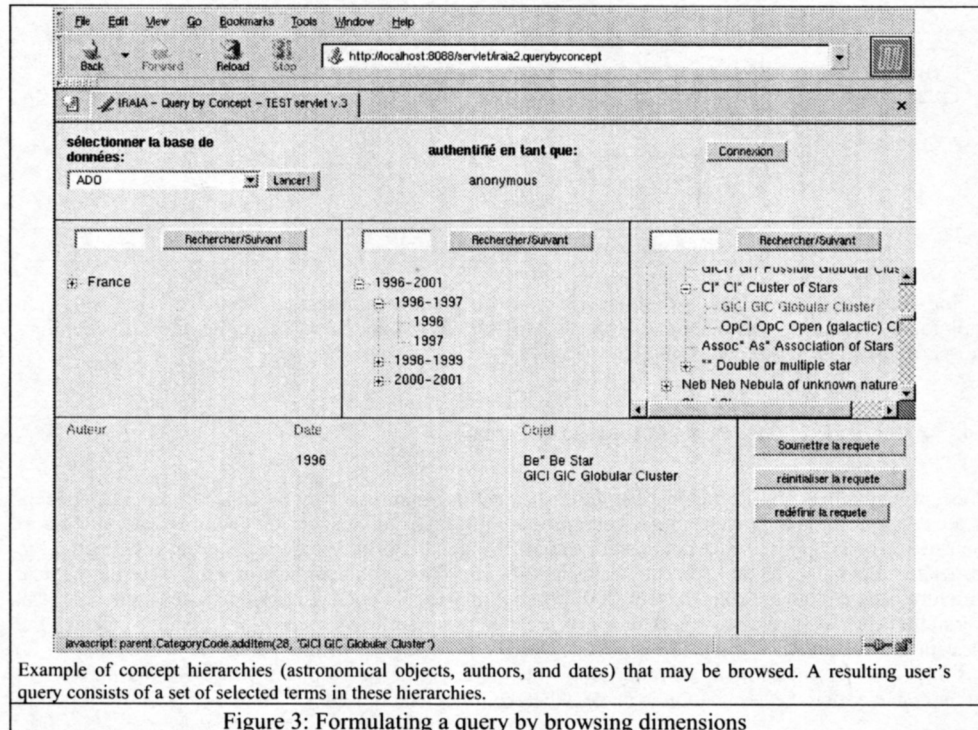 File Edit View Go Bookmarks Tools Window Help
Back Forward Reload Stop http://localhost:8088/servlet/iraia2.querybyconcept
IRAIA - Query by Concept - TEST servlet v.3
sélectionner la base de données:
authentifié en tant que:
Connexion
ADO Lancer!
anonymous
Rechercher/Suivant
Rechercher/Suivant
Rechercher/Suivant
France
1996-2001
1996-1997
1996
1997
1998-1999
2000-2001
GlCl? Gl? Possible Globular Clus
Cl* Cl* Cluster of Stars
GlCl GlC Globular Cluster
OpCl OpC Open (galactic) Cl
Assoc* As* Association of Stars
** Double or multiple star
Neb Neb Nebula of unknown nature
Auteur Date Objet
1996
Be* Be Star
GlCl GlC Globular Cluster
Soumettre la requete
réinitialiser la requete
redéfinir la requete
javascript: parent.CategoryCode.addItem(28, "GlCl GlC Globular Cluster")
Example of concept hierarchies (astronomical objects, authors, and dates) that may be browsed. A resulting user's
query consists of a set of selected terms in these hierarchies.
Figure 3: Formulating a query by browsing dimensions